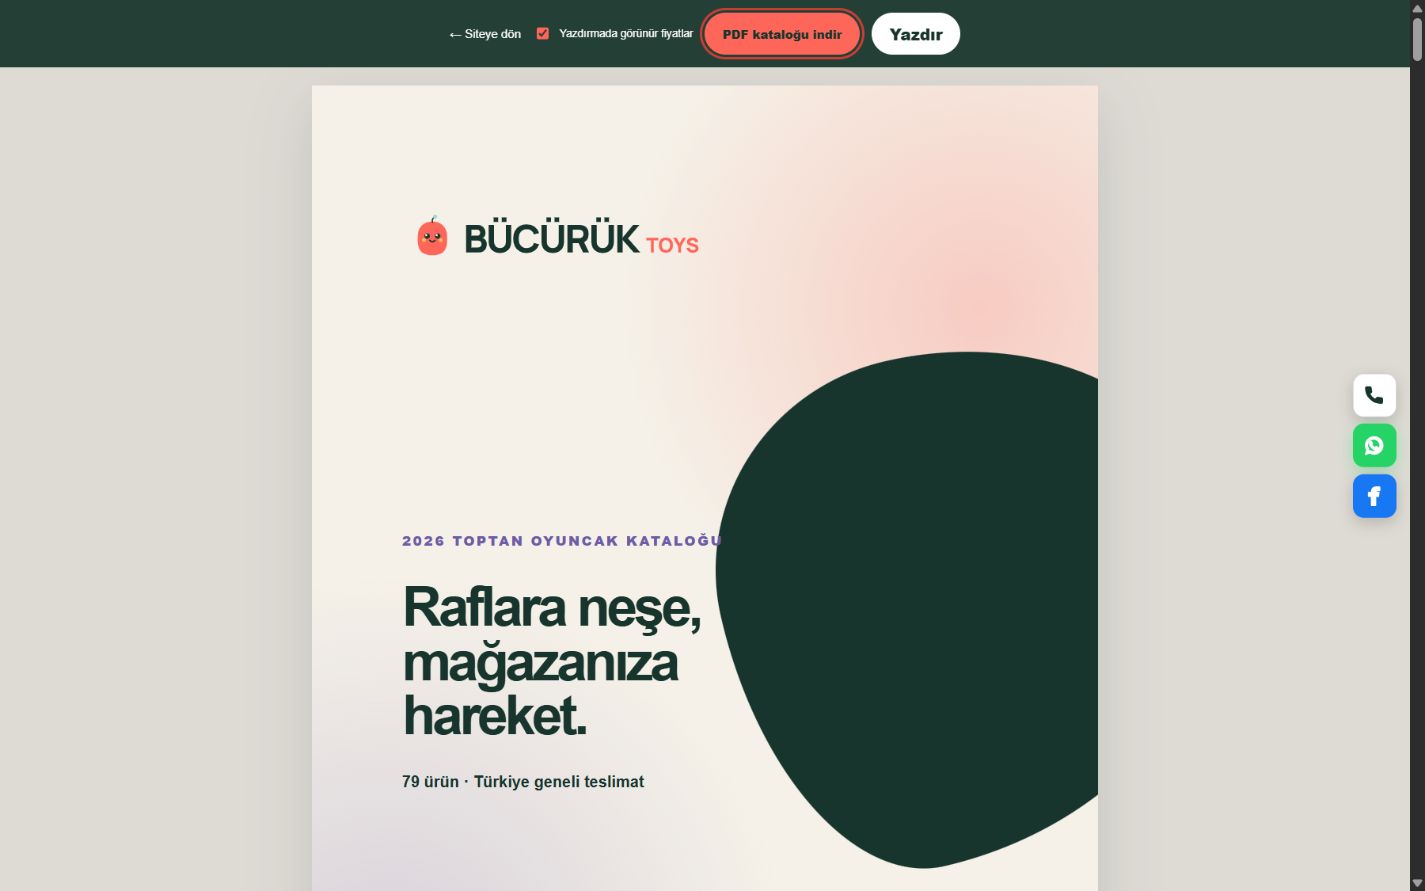 ← Siteye dön
Yazdırmada görünür fiyatlar
PDF kataloğu indir
Yazdır
BÜCÜRÜK TOYS
2026 TOPTAN OYUNCAK KATALOĞU
Raflara neşe,
mağazanıza
hareket.
79 ürün · Türkiye geneli teslimat